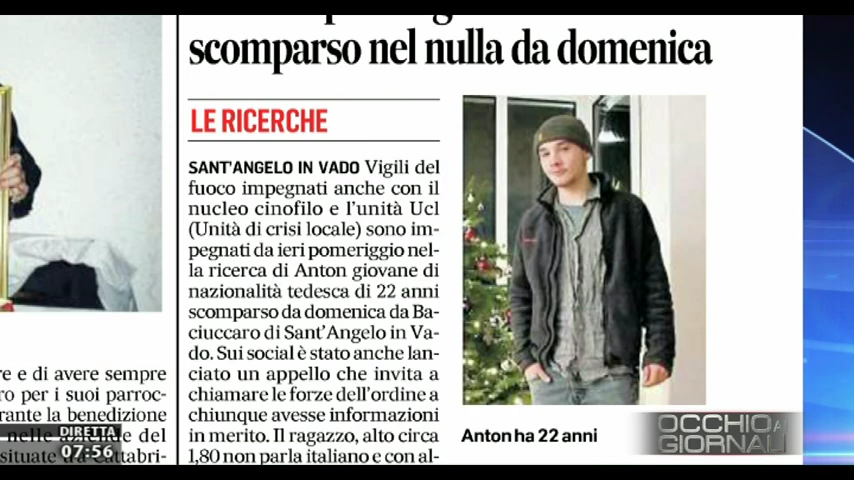 scomparso nel nulla da domenica
LE RICERCHE
SANT'ANGELO IN VADO Vigili del
fuoco impegnati anche con il
nucleo cinofilo e l'unità Ucl
(Unità di crisi locale) sono im-
pegnati da ieri pomeriggio nel-
la ricerca di Anton giovane di
nazionalità tedesca di 22 anni
scomparso da domenica da Ba-
ciuccaro di Sant'Angelo in Va-
do. Sui social è stato anche lan-
ciato un appello che invita a
chiamare le forze dell'ordine a
chiunque avesse informazioni
in merito. Il ragazzo, alto circa
1,80 non parla italiano e con al-
Anton ha 22 anni
e e di avere sempre
ro per i suoi parroc-
rante la benedizione
nelle aziende del
situate tra Cattabri-
DIRETTA
07:56
OCCHIO AI
GIORNALI